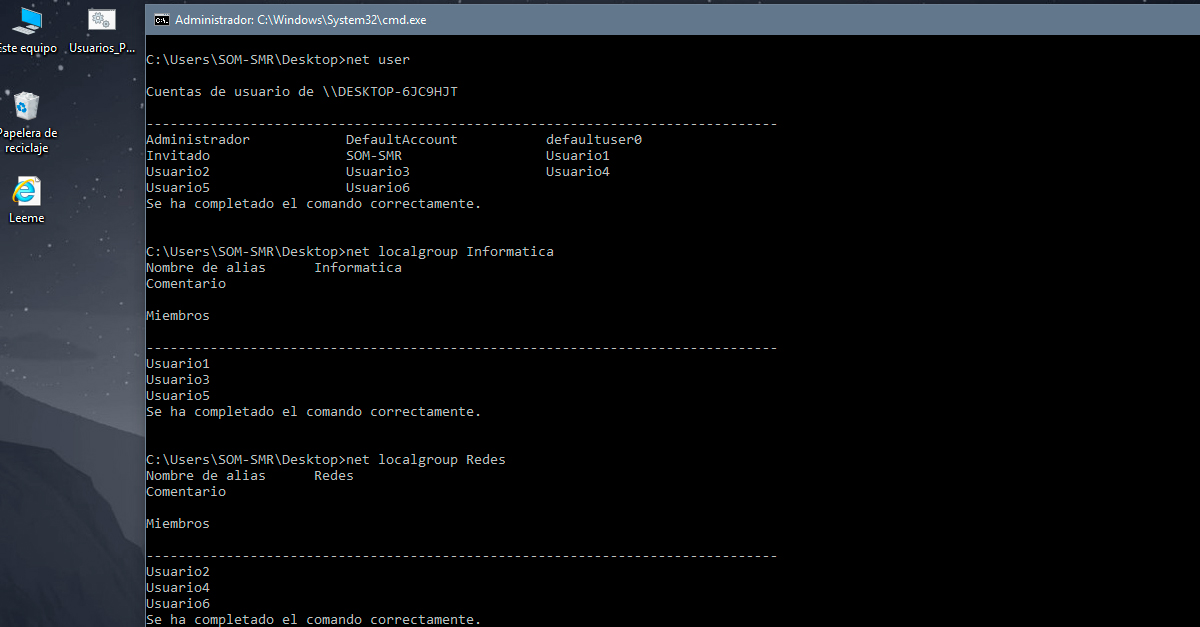 Administrador: C:\Windows\System32\cmd.exe
ste equipo
Usuarios_P...
Papelera de
reciclaje
Leeme
C:\Users\SOM-SMR\Desktop>net user
Cuentas de usuario de \\DESKTOP-6JC9HJT
-------------------------------------------------------------------------------
Administrador            DefaultAccount           defaultuser0
Invitado                 SOM-SMR                  Usuario1
Usuario2                 Usuario3                 Usuario4
Usuario5                 Usuario6
Se ha completado el comando correctamente.
C:\Users\SOM-SMR\Desktop>net localgroup Informatica
Nombre de alias      Informatica
Comentario
Miembros
-------------------------------------------------------------------------------
Usuario1
Usuario3
Usuario5
Se ha completado el comando correctamente.
C:\Users\SOM-SMR\Desktop>net localgroup Redes
Nombre de alias      Redes
Comentario
Miembros
-------------------------------------------------------------------------------
Usuario2
Usuario4
Usuario6
Se ha completado el comando correctamente.